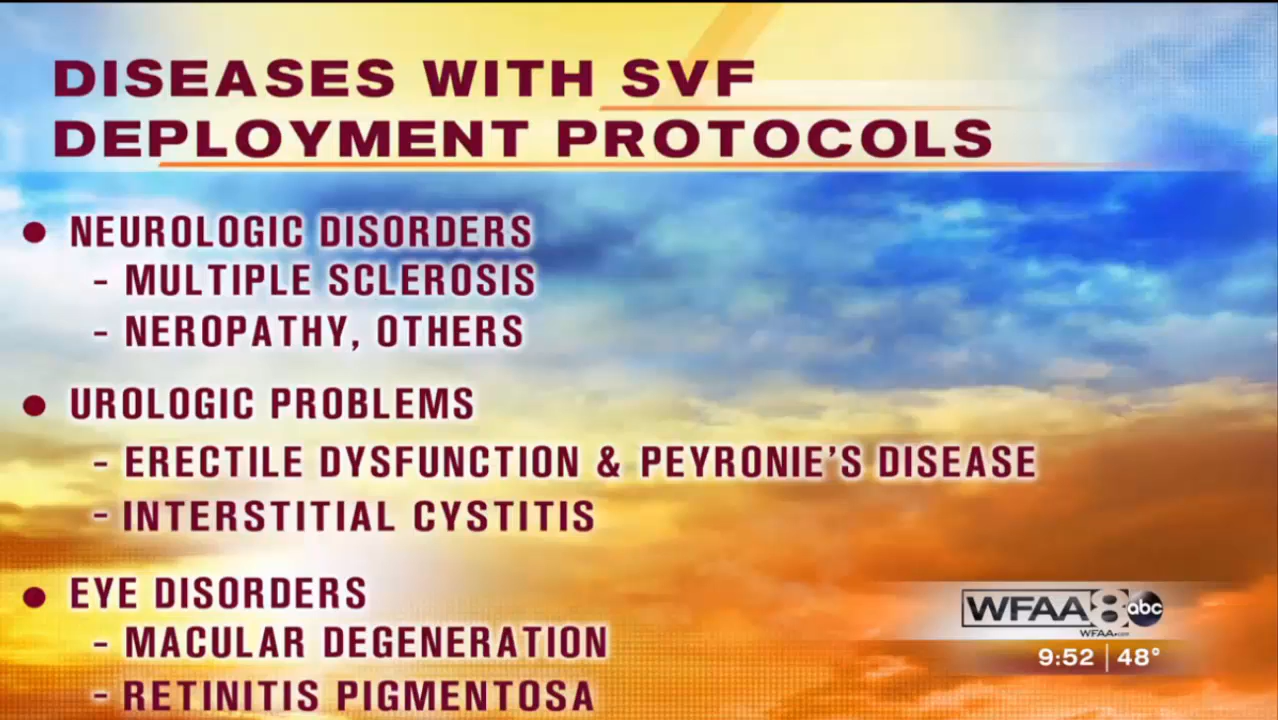 DISEASES WITH SVF
DEPLOYMENT PROTOCOLS
● NEUROLOGIC DISORDERS
- MULTIPLE SCLEROSIS
- NEROPATHY, OTHERS
● UROLOGIC PROBLEMS
- ERECTILE DYSFUNCTION & PEYRONIE'S DISEASE
- INTERSTITIAL CYSTITIS
● EYE DISORDERS
- MACULAR DEGENERATION
- RETINITIS PIGMENTOSA
WFAA 8 abc
WFAA.com
9:52 | 48°